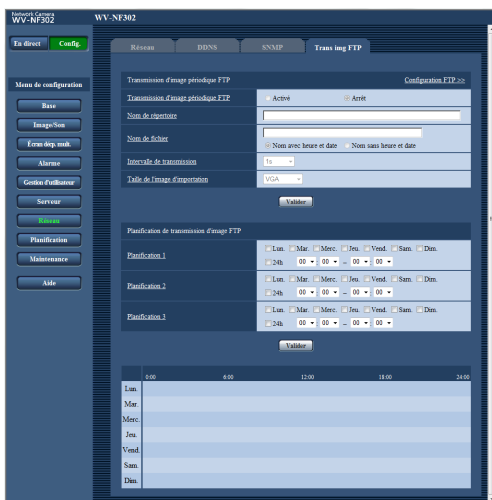 Network Camera
WV-NF302
WV-NF302
En direct Config.
Réseau DDNS SNMP Trans img FTP
Menu de configuration
Base
Image/Son
Écran dép. mult.
Alarme
Gestion d'utilisateur
Serveur
Réseau
Planification
Maintenance
Aide
Transmission d'image périodique FTP Configuration FTP >>
Transmission d'image périodique FTP Activé Arrêt
Nom de répertoire
Nom de fichier
Nom avec heure et date Nom sans heure et date
Intervalle de transmission 1s
Taille de l'image d'importation VGA
Valider
Planification de transmission d'image FTP
Planification 1 Lun. Mar. Merc. Jeu. Vend. Sam. Dim.
24h 00 : 00 – 00 : 00
Planification 2 Lun. Mar. Merc. Jeu. Vend. Sam. Dim.
24h 00 : 00 – 00 : 00
Planification 3 Lun. Mar. Merc. Jeu. Vend. Sam. Dim.
24h 00 : 00 – 00 : 00
Valider
0:00 6:00 12:00 18:00 24:00
Lun.
Mar.
Merc.
Jeu.
Vend.
Sam.
Dim.